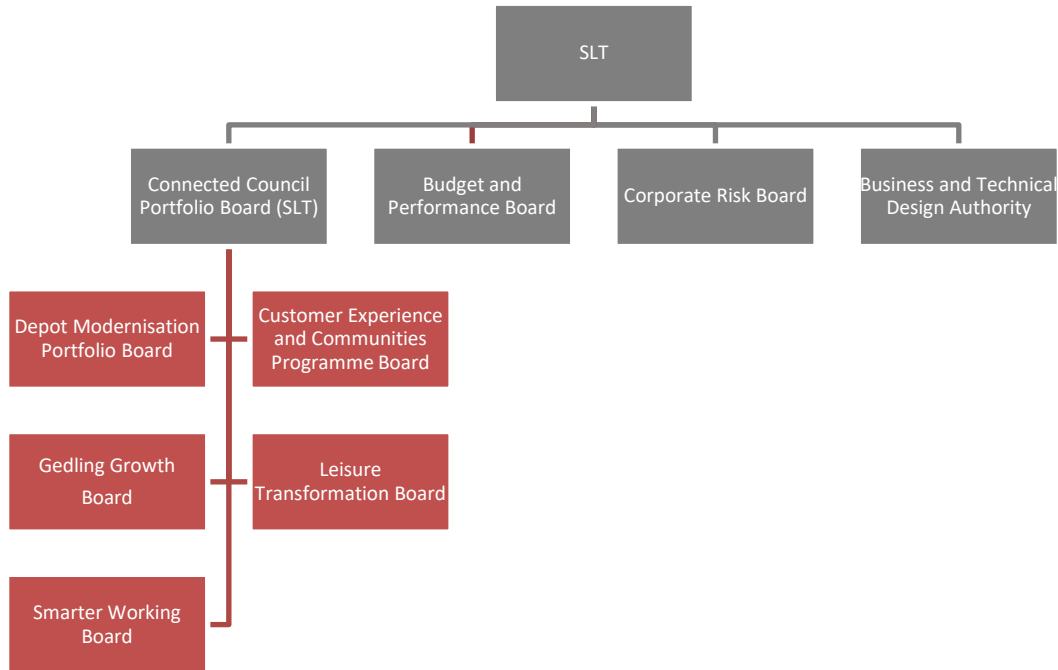 SLT
Connected Council
Portfolio Board (SLT)
Budget and
Performance Board
Corporate Risk Board
Business and Technical
Design Authority
Depot Modernisation
Portfolio Board
Customer Experience
and Communities
Programme Board
Gedling Growth
Board
Leisure
Transformation Board
Smarter Working
Board